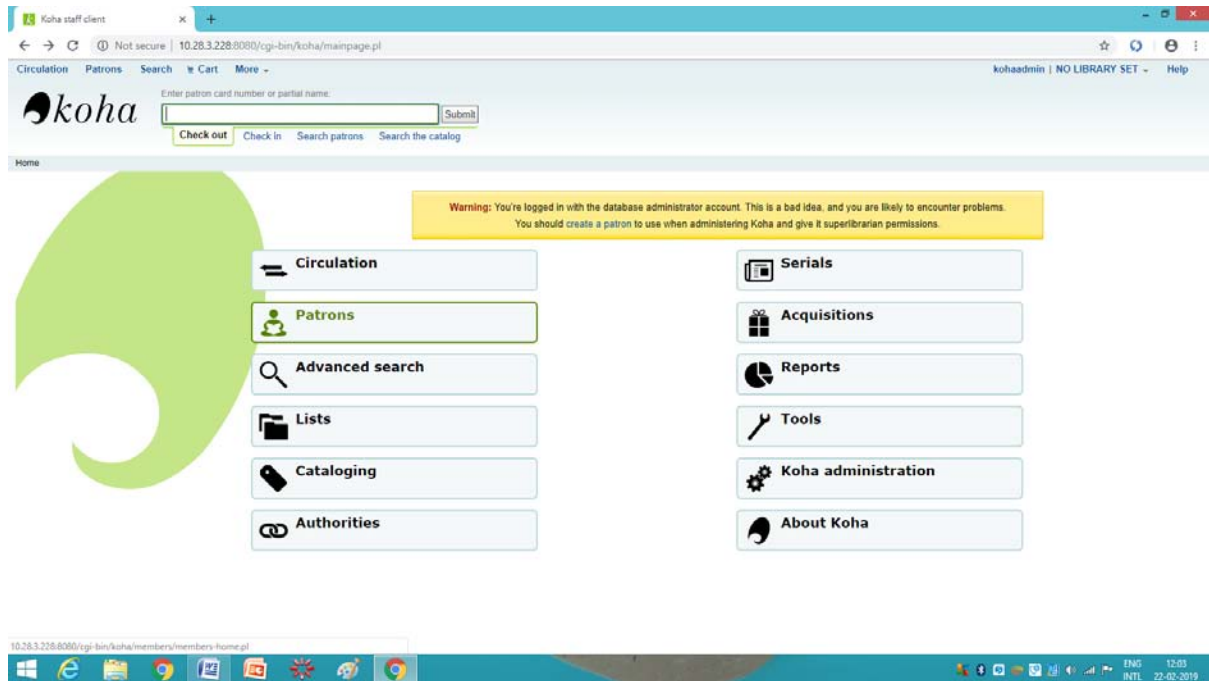 Koha staff client
Not secure | 10.28.3.228:8080/cgi-bin/koha/mainpage.pl
Circulation Patrons Search Cart More
kohaadmin | NO LIBRARY SET Help
koha
Enter patron card number or partial name:
Submit
Check out Check in Search patrons Search the catalog
Home
Warning: You're logged in with the database administrator account. This is a bad idea, and you are likely to encounter problems.
You should create a patron to use when administering Koha and give it superlibrarian permissions.
Circulation
Serials
Patrons
Acquisitions
Advanced search
Reports
Lists
Tools
Cataloging
Koha administration
Authorities
About Koha
10.28.3.228:8080/cgi-bin/koha/members/members-home.pl
ENG 12:03
INTL 22-02-2019